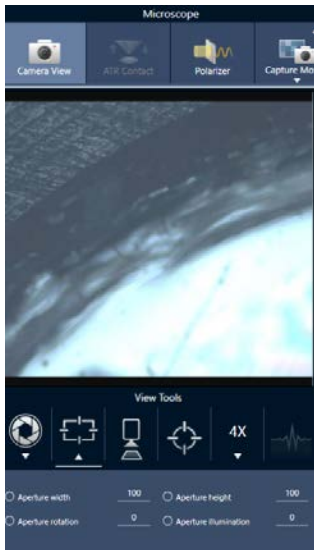 Microscope
Camera View
ATR Contact
Polarizer
Capture Mo
View Tools
4X
Aperture width 100
Aperture height 100
Aperture rotation 0
Aperture illumination 0